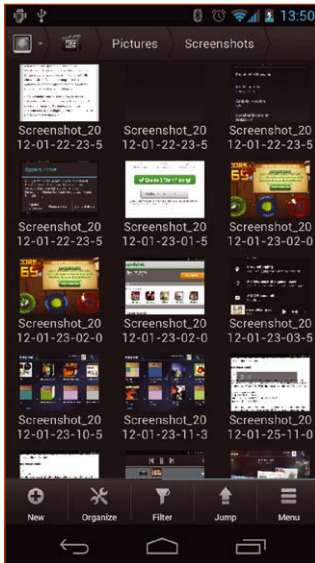 13:50
Pictures Screenshots
Screenshot_20 Screenshot_20 Screenshot_20
12-01-22-23-5 12-01-22-23-5 12-01-22-23-5
Screenshot_20 Screenshot_20 Screenshot_20
12-01-22-23-5 12-01-23-01-5 12-01-23-02-0
Screenshot_20 Screenshot_20 Screenshot_20
12-01-23-02-0 12-01-23-02-0 12-01-23-03-5
Screenshot_20 Screenshot_20 Screenshot_20
12-01-23-10-5 12-01-23-11-3 12-01-25-11-0
New Organize Filter Jump Menu